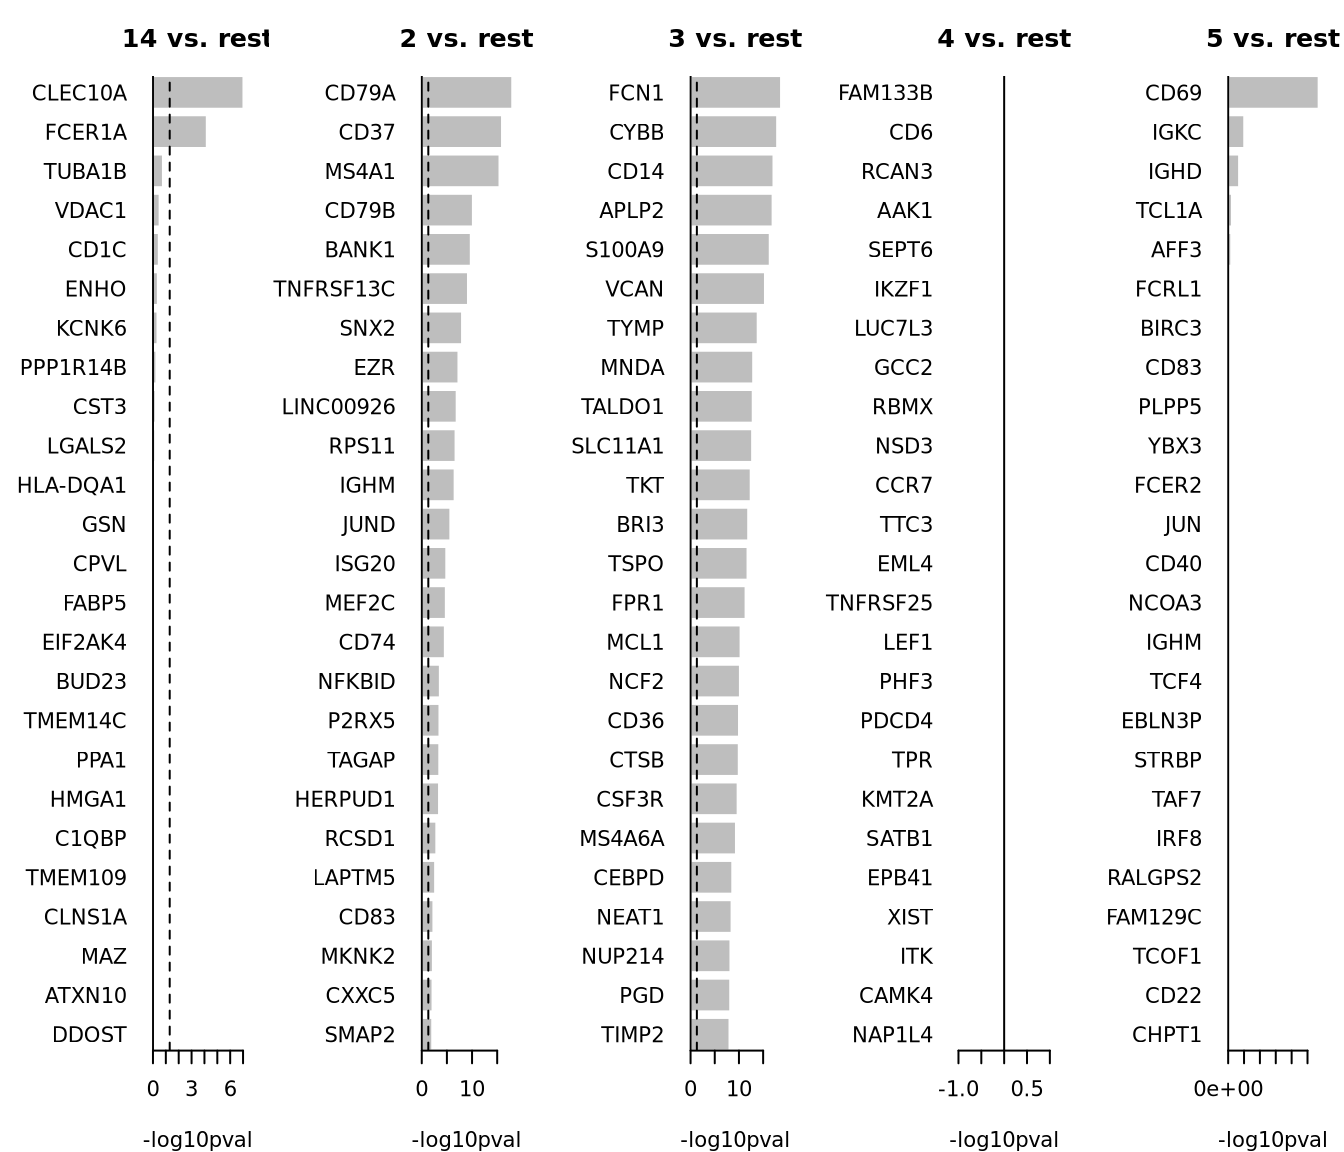 14 vs. rest
CLEC10A
FCER1A
TUBA1B
VDAC1
CD1C
ENHO
KCNK6
PPP1R14B
CST3
LGALS2
HLA-DQA1
GSN
CPVL
FABP5
EIF2AK4
BUD23
TMEM14C
PPA1
HMGA1
C1QBP
TMEM109
CLNS1A
MAZ
ATXN10
DDOST
0 3 6
-log10pval
2 vs. rest
CD79A
CD37
MS4A1
CD79B
BANK1
TNFRSF13C
SNX2
EZR
LINC00926
RPS11
IGHM
JUND
ISG20
MEF2C
CD74
NFKBID
P2RX5
TAGAP
HERPUD1
RCSD1
LAPTM5
CD83
MKNK2
CXXC5
SMAP2
0 10
-log10pval
3 vs. rest
FCN1
CYBB
CD14
APLP2
S100A9
VCAN
TYMP
MNDA
TALDO1
SLC11A1
TKT
BRI3
TSPO
FPR1
MCL1
NCF2
CD36
CTSB
CSF3R
MS4A6A
CEBPD
NEAT1
NUP214
PGD
TIMP2
0 10
-log10pval
4 vs. rest
FAM133B
CD6
RCAN3
AAK1
SEPT6
IKZF1
LUC7L3
GCC2
RBMX
NSD3
CCR7
TTC3
EML4
TNFRSF25
LEF1
PHF3
PDCD4
TPR
KMT2A
SATB1
EPB41
XIST
ITK
CAMK4
NAP1L4
-1.0 0.5
-log10pval
5 vs. rest
CD69
IGKC
IGHD
TCL1A
AFF3
FCRL1
BIRC3
CD83
PLPP5
YBX3
FCER2
JUN
CD40
NCOA3
IGHM
TCF4
EBLN3P
STRBP
TAF7
IRF8
RALGPS2
FAM129C
TCOF1
CD22
CHPT1
0e+00
-log10pval